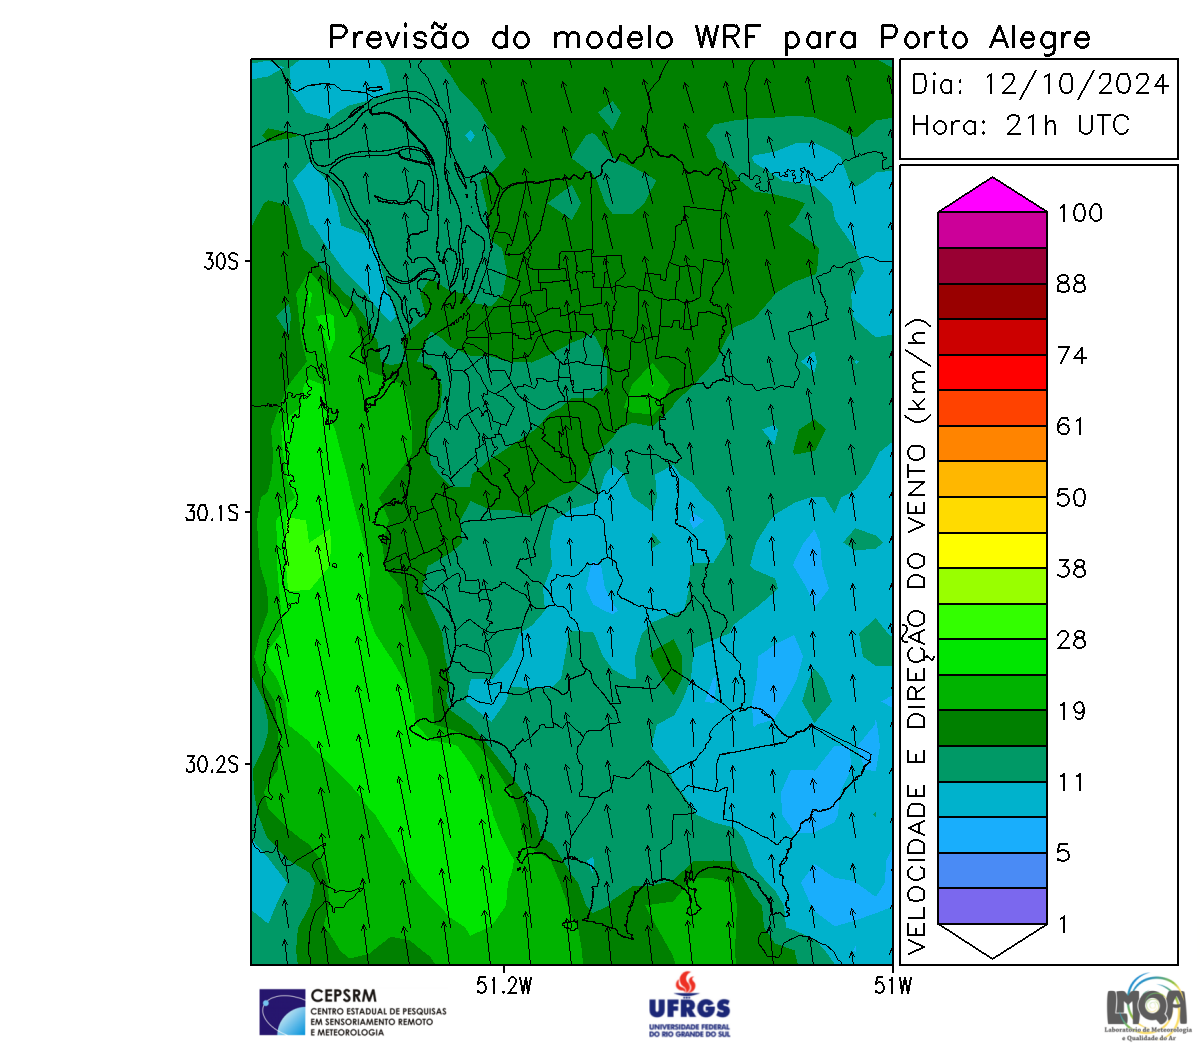 Previsão do modelo WRF para Porto Alegre
Dia: 12/10/2024
Hora: 21h UTC
30S
30.1S
30.2S
51.2W
51W
VELOCIDADE E DIREÇÃO DO VENTO (km/h)
100
88
74
61
50
38
28
19
11
5
1
CEPSRM
CENTRO ESTADUAL DE PESQUISAS
EM SENSORIAMENTO REMOTO
E METEOROLOGIA
UFRGS
UNIVERSIDADE FEDERAL
DO RIO GRANDE DO SUL
LMQA
Laboratório de Meteorologia
e Qualidade do Ar